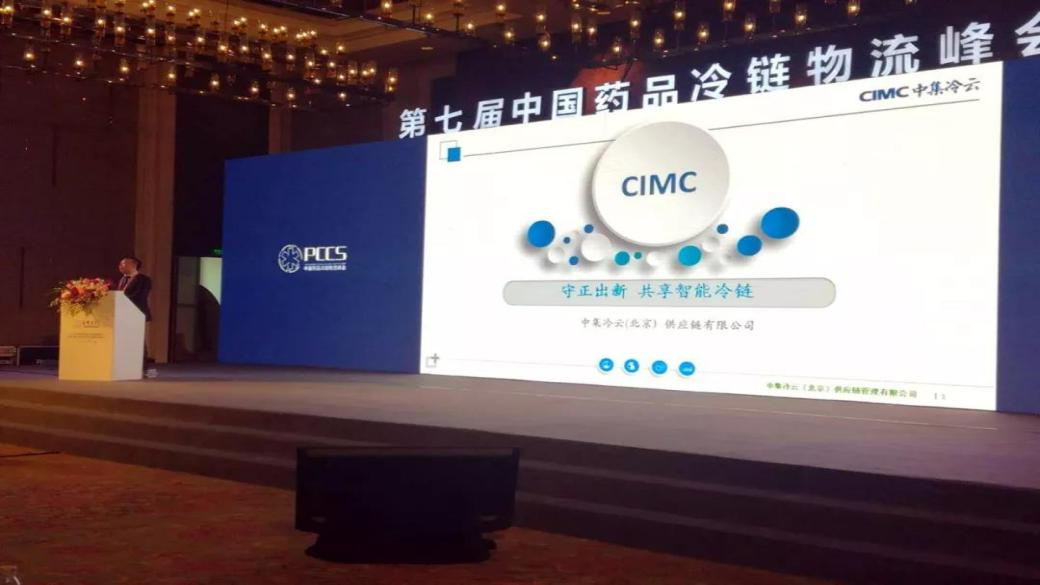 第七届中国药品冷链物流峰会
CIMC中集冷云
CIMC
PCCS
守正出新 共享智能冷链
中集冷云(北京)供应链有限公司
中集冷云（北京）供应链管理有限公司 | 1